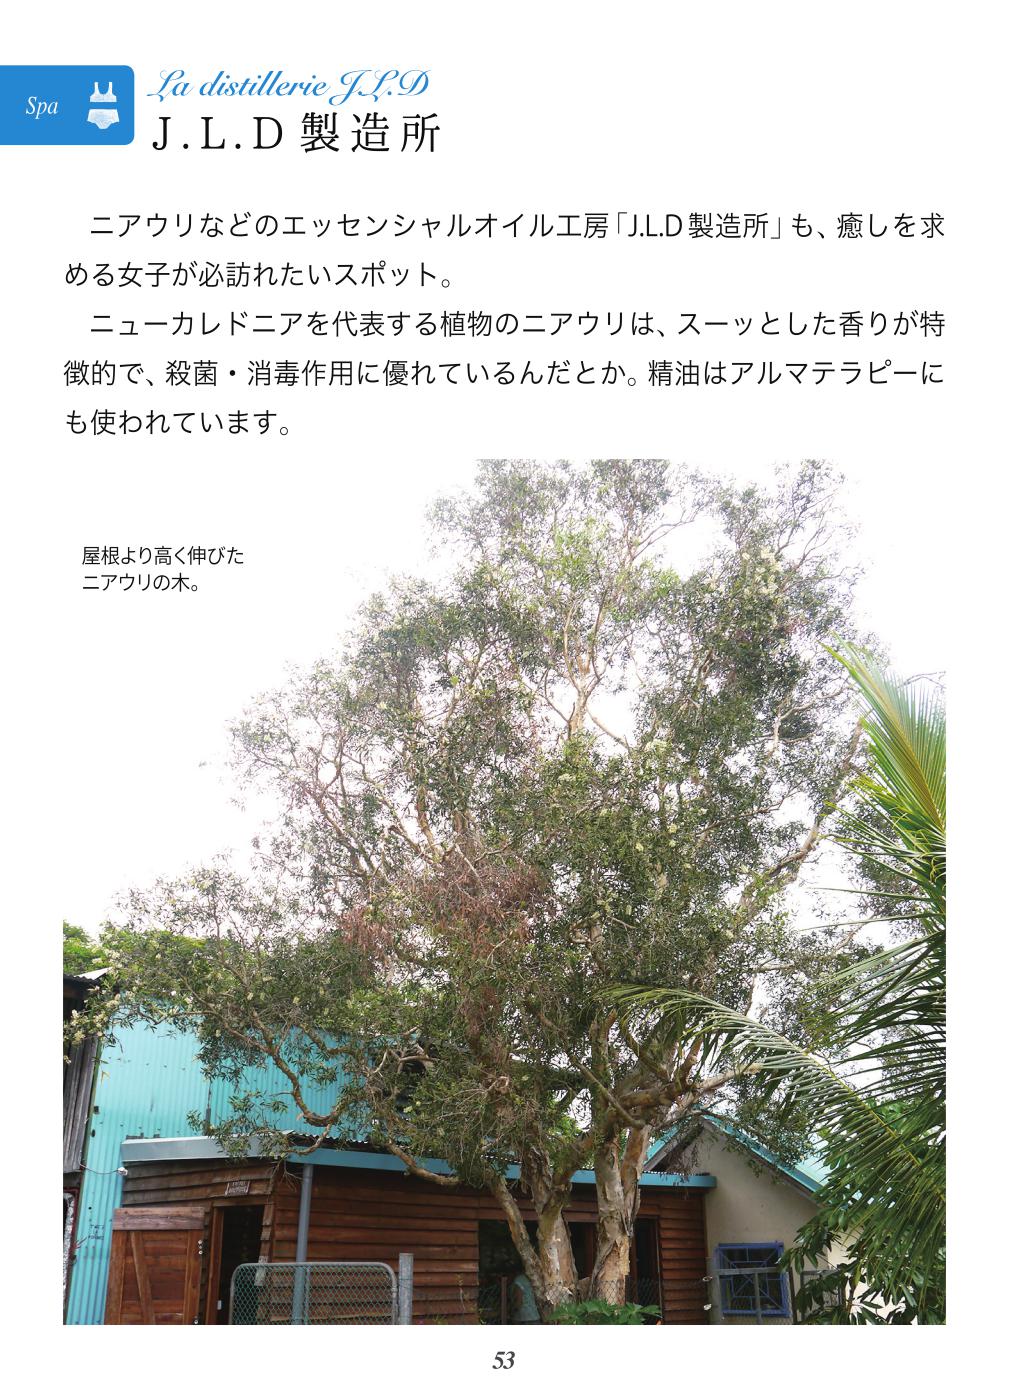 Spa
La distillerie J.L.D
J.L.D 製造所
ニアウリなどのエッセンシャルオイル工房「J.L.D製造所」も、癒しを求
める女子が必訪れたいスポット。
ニューカレドニアを代表する植物のニアウリは、スーッとした香りが特
徴的で、殺菌・消毒作用に優れているんだとか。精油はアルマテラピーに
も使われています。
屋根より高く伸びた
ニアウリの木。
53